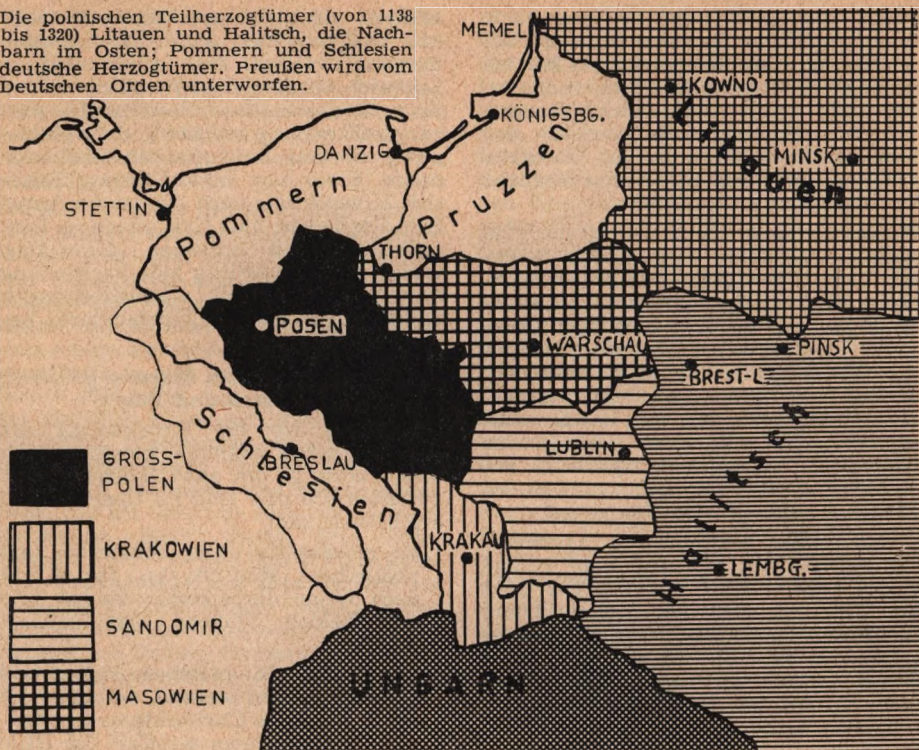 Die polnischen Teilherzogtümer (von 1138
bis 1320) Litauen und Halitsch, die Nach-
barn im Osten; Pommern und Schlesien
deutsche Herzogtümer. Preußen wird vom
Deutschen Orden unterworfen.
MEMEL
KOWNO
KÖNIGSBG.
Litauen
DANZIG
MINSK
Pruzzen
Pommern
STETTIN
THORN
POSEN
WARSCHAU
PINSK
BREST-L.
Schlesien
Halitsch
LUBLIN
BRESLAU
GROSS-
POLEN
KRAKAU
KRAKOWIEN
LEMBG.
SANDOMIR
UNGARN
MASOWIEN